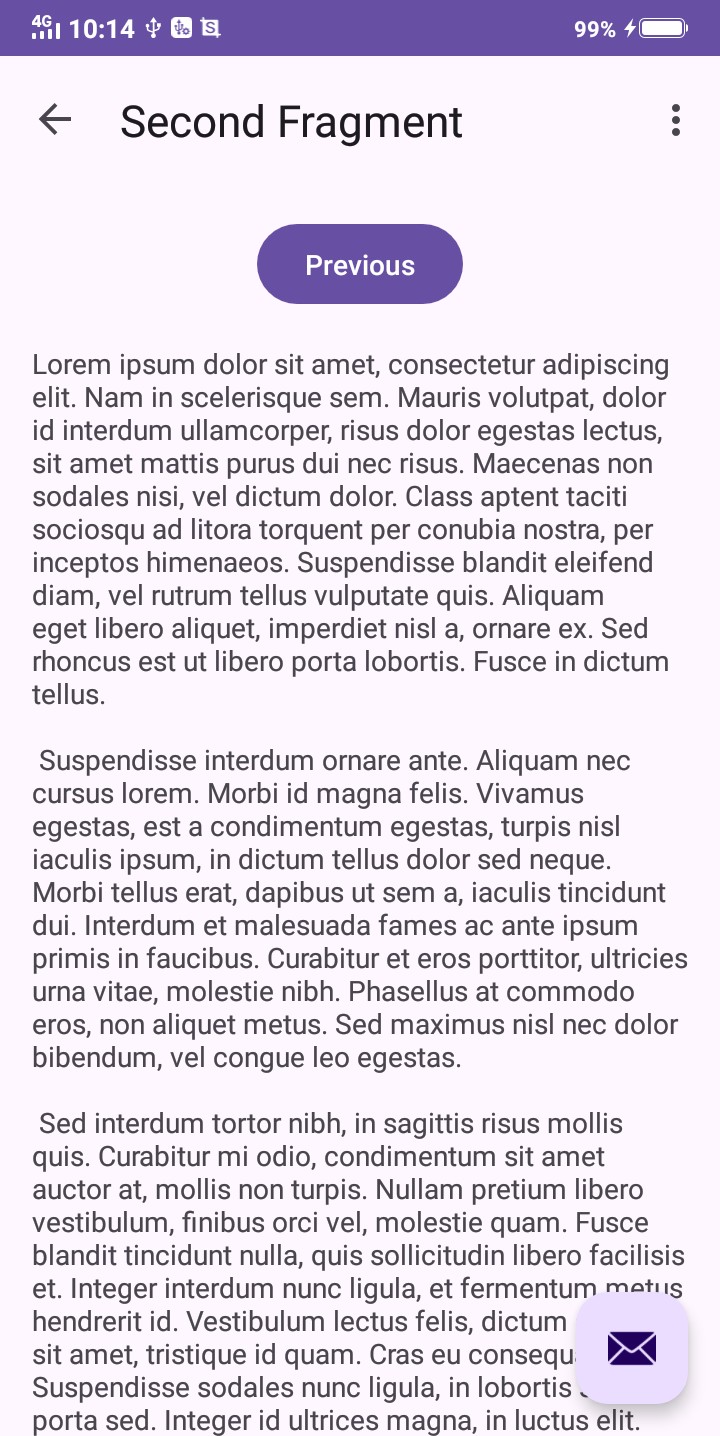 4G 10:14 99%
Second Fragment
Previous
Lorem ipsum dolor sit amet, consectetur adipiscing
elit. Nam in scelerisque sem. Mauris volutpat, dolor
id interdum ullamcorper, risus dolor egestas lectus,
sit amet mattis purus dui nec risus. Maecenas non
sodales nisi, vel dictum dolor. Class aptent taciti
sociosqu ad litora torquent per conubia nostra, per
inceptos himenaeos. Suspendisse blandit eleifend
diam, vel rutrum tellus vulputate quis. Aliquam
eget libero aliquet, imperdiet nisl a, ornare ex. Sed
rhoncus est ut libero porta lobortis. Fusce in dictum
tellus.
Suspendisse interdum ornare ante. Aliquam nec
cursus lorem. Morbi id magna felis. Vivamus
egestas, est a condimentum egestas, turpis nisl
iaculis ipsum, in dictum tellus dolor sed neque.
Morbi tellus erat, dapibus ut sem a, iaculis tincidunt
dui. Interdum et malesuada fames ac ante ipsum
primis in faucibus. Curabitur et eros porttitor, ultricies
urna vitae, molestie nibh. Phasellus at commodo
eros, non aliquet metus. Sed maximus nisl nec dolor
bibendum, vel congue leo egestas.
Sed interdum tortor nibh, in sagittis risus mollis
quis. Curabitur mi odio, condimentum sit amet
auctor at, mollis non turpis. Nullam pretium libero
vestibulum, finibus orci vel, molestie quam. Fusce
blandit tincidunt nulla, quis sollicitudin libero facilisis
et. Integer interdum nunc ligula, et fermentum metus
hendrerit id. Vestibulum lectus felis, dictum
sit amet, tristique id quam. Cras eu
Suspendisse sodales nunc ligula, in lobortis
porta sed. Integer id ultrices magna, in luctus elit.